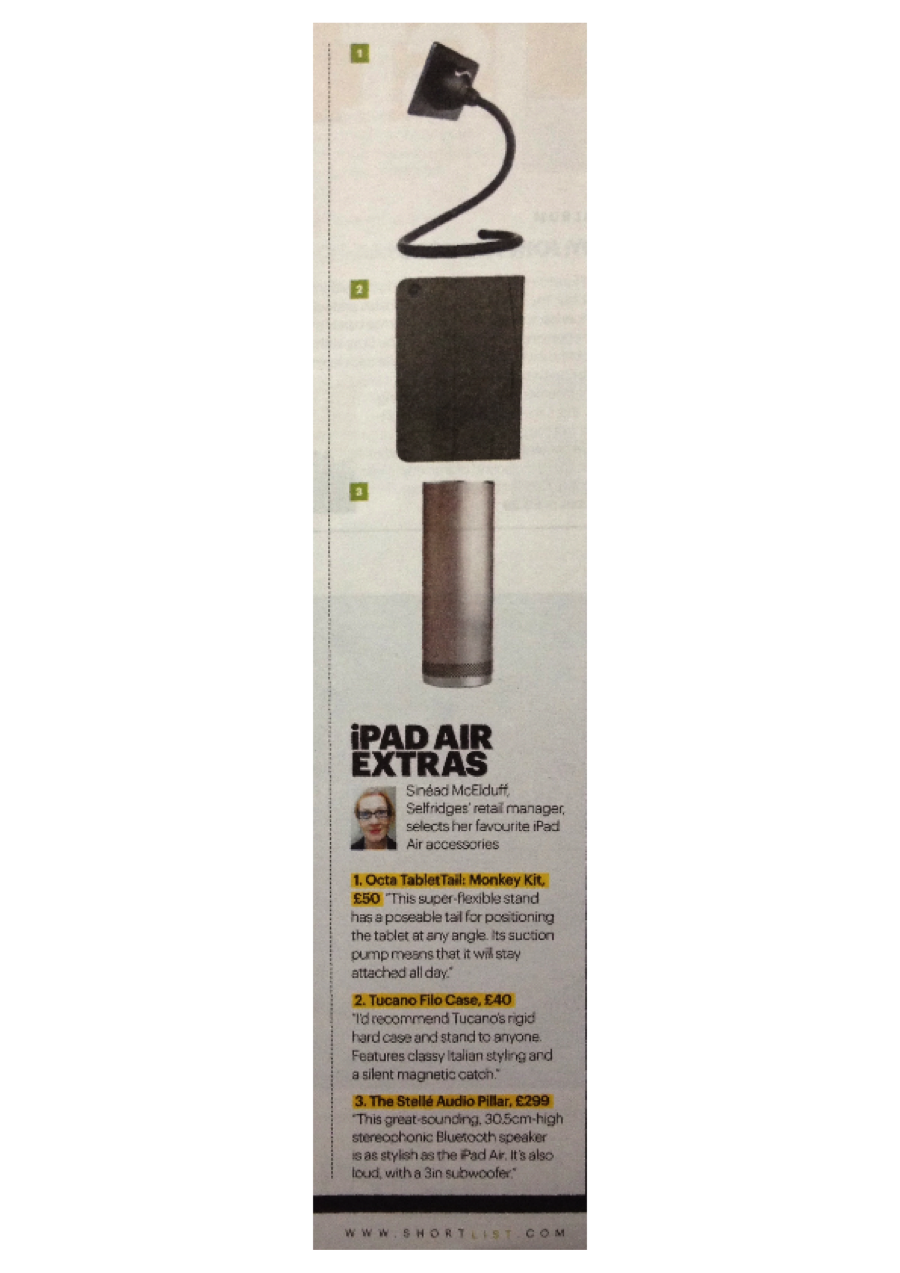 1
2
3
iPAD AIR
EXTRAS
Sinéad McElduff,
Selfridges' retail manager,
selects her favourite iPad
Air accessories
1. Octa TabletTail: Monkey Kit,
£50 "This super-flexible stand
has a poseable tail for positioning
the tablet at any angle. Its suction
pump means that it will stay
attached all day."
2. Tucano Filo Case, £40
"I'd recommend Tucano's rigid
hard case and stand to anyone.
Features classy Italian styling and
a silent magnetic catch."
3. The Stellé Audio Pillar, £299
"This great-sounding, 30.5cm-high
stereophonic Bluetooth speaker
is as stylish as the iPad Air. It's also
loud, with a 3in subwoofer."
WWW.SHORTLIST.COM